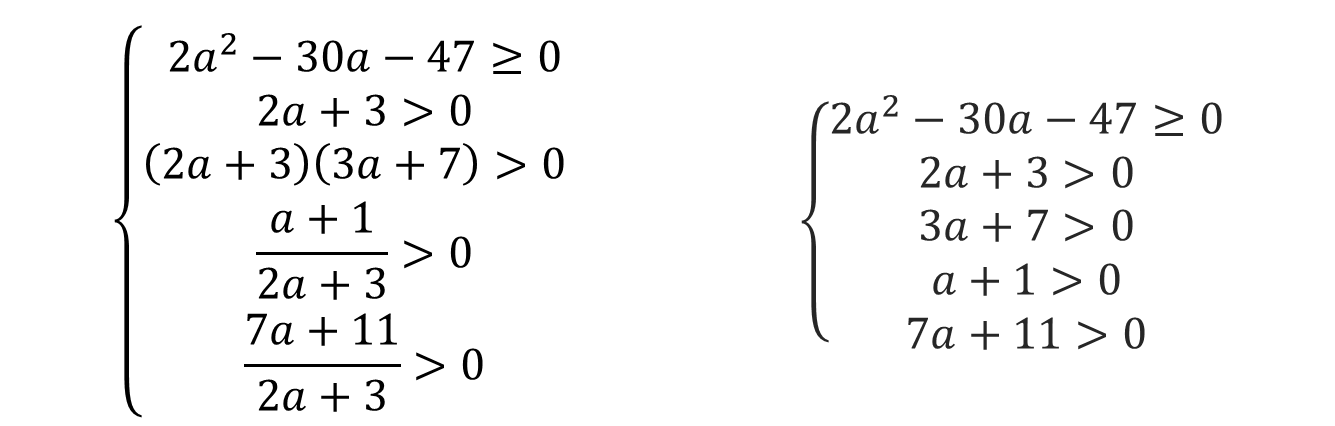 2a² − 30a − 47 ≥ 0
2a + 3 > 0
(2a + 3)(3a + 7) > 0
a + 1
2a + 3 > 0
7a + 11
2a + 3 > 0
2a² − 30a − 47 ≥ 0
2a + 3 > 0
3a + 7 > 0
a + 1 > 0
7a + 11 > 0